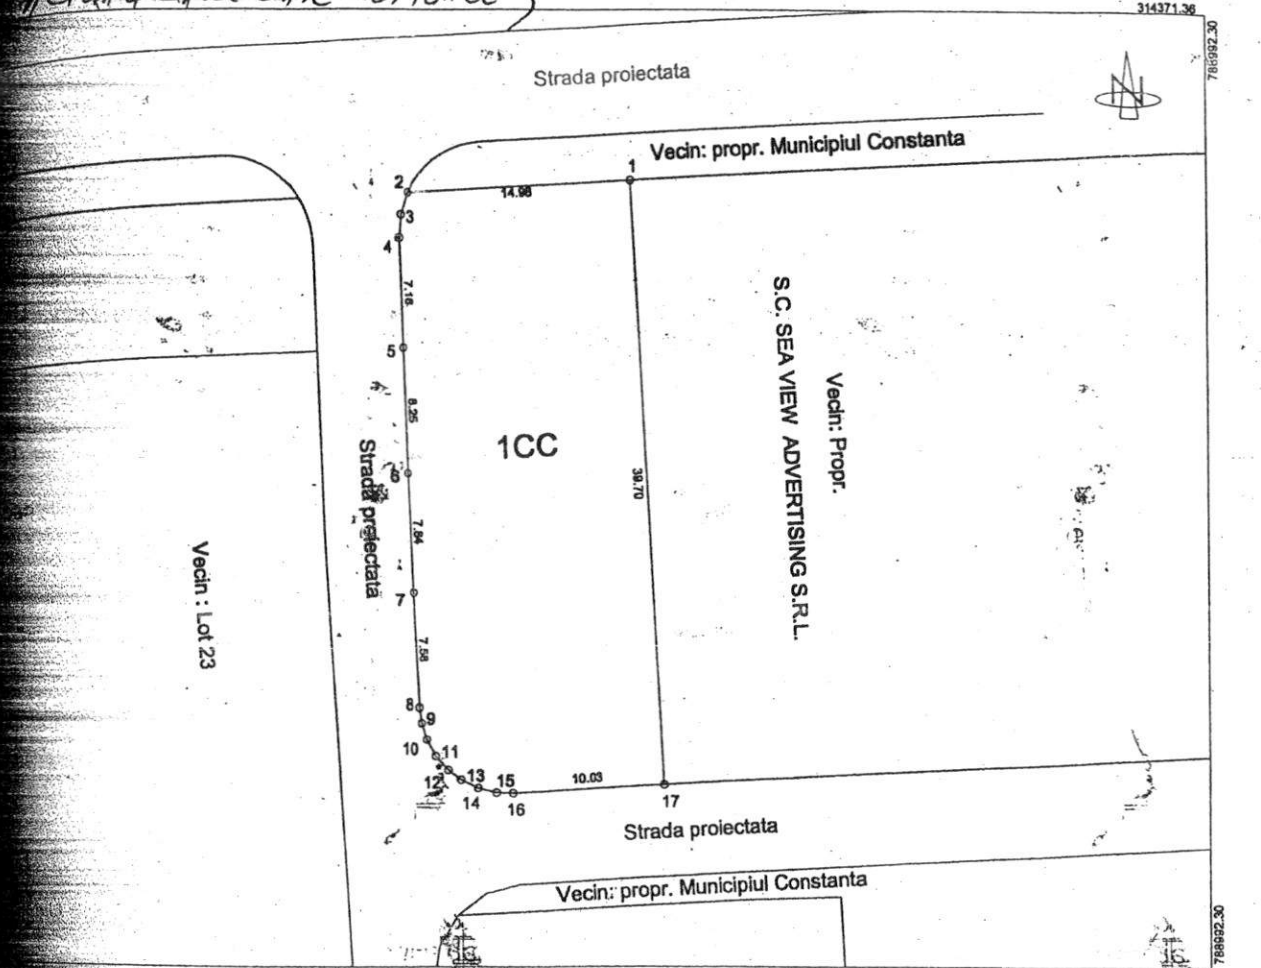 314371.36
788992.30
Strada proiectata
N
Vecin: propr. Municipiul Constanta
1
2
14.98
3
4
7.16
5
8.25
6
7.84
7
7.58
8
9
10
11
12
13
14
15
16
10.03
17
39.70
1CC
Strada proiectata
Vecin : Lot 23
Vecin: Propr.
S.C. SEA VIEW ADVERTISING S.R.L.
Strada proiectata
Vecin: propr. Municipiul Constanta
788992.30